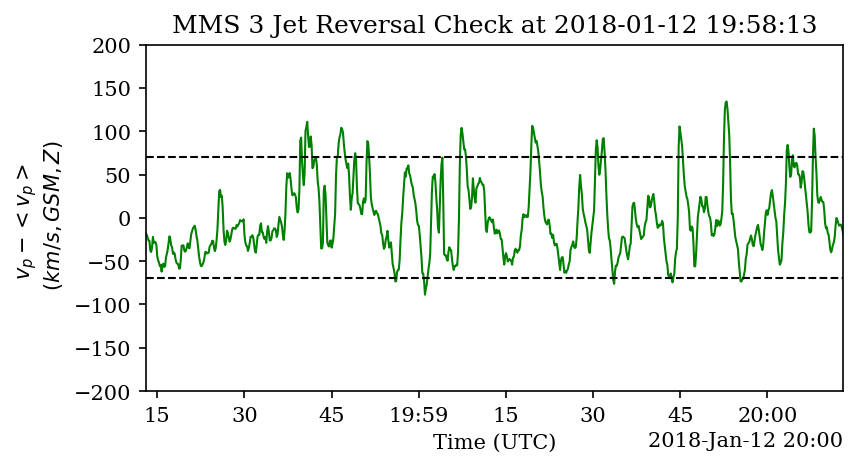 MMS 3 Jet Reversal Check at 2018-01-12 19:58:13
200
150
100
50
0
−50
−100
−150
−200
v_p − < v_p >
(km/s, GSM, Z)
15 30 45 19:59 15 30 45 20:00
Time (UTC)
2018-Jan-12 20:00